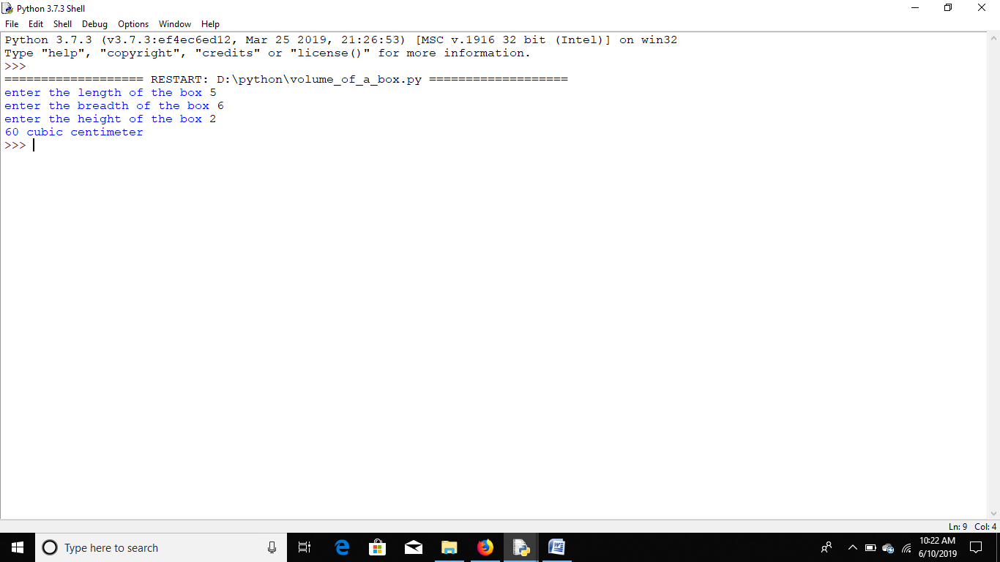 Python 3.7.3 Shell
File Edit Shell Debug Options Window Help
Python 3.7.3 (v3.7.3:ef4ec6ed12, Mar 25 2019, 21:26:53) [MSC v.1916 32 bit (Intel)] on win32
Type "help", "copyright", "credits" or "license()" for more information.
>>>
=================== RESTART: D:\python\volume_of_a_box.py ===================
enter the length of the box 5
enter the breadth of the box 6
enter the height of the box 2
60 cubic centimeter
>>>
Ln: 9 Col: 4
Type here to search
10:22 AM
6/10/2019